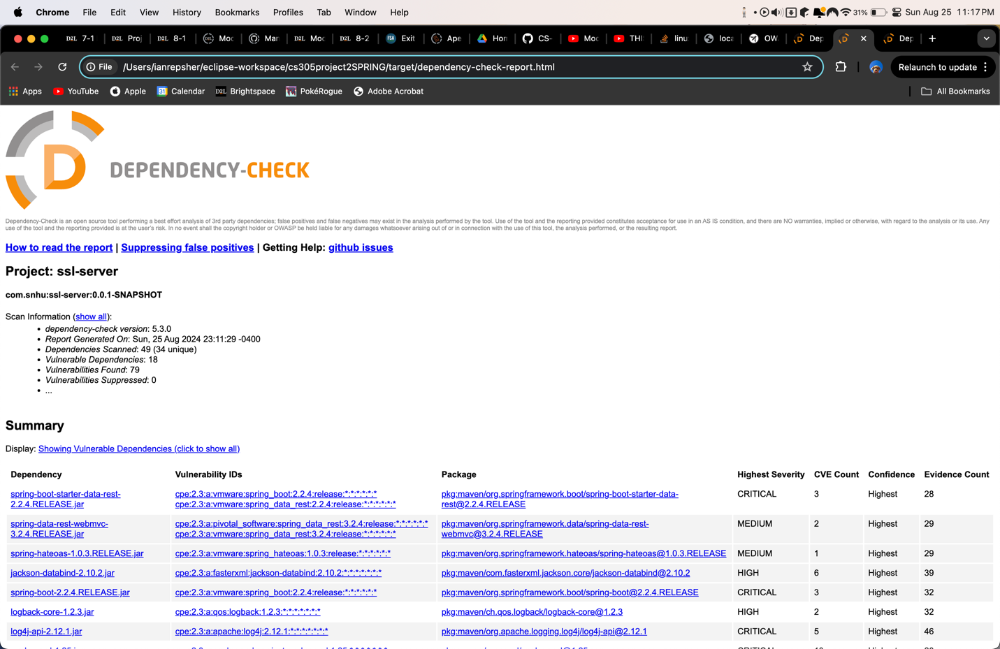 Chrome File Edit View History Bookmarks Profiles Tab Window Help 31% Sun Aug 25 11:17 PM
D2L 7-1 D2L Proj D2L 8-1 Moc Mar D2L Moc D2L 8-2 FSA Exit Ape Hon CS- Moc THI linu loca OW Dep Dep
File /Users/ianrepsher/eclipse-workspace/cs305project2SPRING/target/dependency-check-report.html Relaunch to update
Apps YouTube Apple 31 Calendar D2L Brightspace PokéRogue Adobe Acrobat All Bookmarks
D DEPENDENCY-CHECK
Dependency-Check is an open source tool performing a best effort analysis of 3rd party dependencies; false positives and false negatives may exist in the analysis performed by the tool. Use of the tool and the reporting provided constitutes acceptance for use in an AS IS condition, and there are NO warranties, implied or otherwise, with regard to the analysis or its use. Any
use of the tool and the reporting provided is at the user's risk. In no event shall the copyright holder or OWASP be held liable for any damages whatsoever arising out of or in connection with the use of this tool, the analysis performed, or the resulting report.
How to read the report | Suppressing false positives | Getting Help: github issues
Project: ssl-server
com.snhu:ssl-server:0.0.1-SNAPSHOT
Scan Information (show all):
• dependency-check version: 5.3.0
• Report Generated On: Sun, 25 Aug 2024 23:11:29 -0400
• Dependencies Scanned: 49 (34 unique)
• Vulnerable Dependencies: 18
• Vulnerabilities Found: 79
• Vulnerabilities Suppressed: 0
• ...
Summary
Display: Showing Vulnerable Dependencies (click to show all)
Dependency Vulnerability IDs Package Highest Severity CVE Count Confidence Evidence Count
spring-boot-starter-data-rest- cpe:2.3:a:vmware:spring_boot:2.2.4:release:*:*:*:*:*:* pkg:maven/org.springframework.boot/spring-boot-starter-data- CRITICAL 3 Highest 28
2.2.4.RELEASE.jar cpe:2.3:a:vmware:spring_data_rest:2.2.4:release:*:*:*:*:*:* rest@2.2.4.RELEASE
spring-data-rest-webmvc- cpe:2.3:a:pivotal_software:spring_data_rest:3.2.4:release:*:*:*:*:*:* pkg:maven/org.springframework.data/spring-data-rest- MEDIUM 2 Highest 29
3.2.4.RELEASE.jar cpe:2.3:a:vmware:spring_data_rest:3.2.4:release:*:*:*:*:*:* webmvc@3.2.4.RELEASE
spring-hateoas-1.0.3.RELEASE.jar cpe:2.3:a:vmware:spring_hateoas:1.0.3:release:*:*:*:*:*:* pkg:maven/org.springframework.hateoas/spring-hateoas@1.0.3.RELEASE MEDIUM 1 Highest 29
jackson-databind-2.10.2.jar cpe:2.3:a:fasterxml:jackson-databind:2.10.2:*:*:*:*:*:*:* pkg:maven/com.fasterxml.jackson.core/jackson-databind@2.10.2 HIGH 6 Highest 39
spring-boot-2.2.4.RELEASE.jar cpe:2.3:a:vmware:spring_boot:2.2.4:release:*:*:*:*:*:* pkg:maven/org.springframework.boot/spring-boot@2.2.4.RELEASE CRITICAL 3 Highest 32
logback-core-1.2.3.jar cpe:2.3:a:qos:logback:1.2.3:*:*:*:*:*:*:* pkg:maven/ch.qos.logback/logback-core@1.2.3 HIGH 2 Highest 32
log4j-api-2.12.1.jar cpe:2.3:a:apache:log4j:2.12.1:*:*:*:*:*:*:* pkg:maven/org.apache.logging.log4j/log4j-api@2.12.1 CRITICAL 5 Highest 46